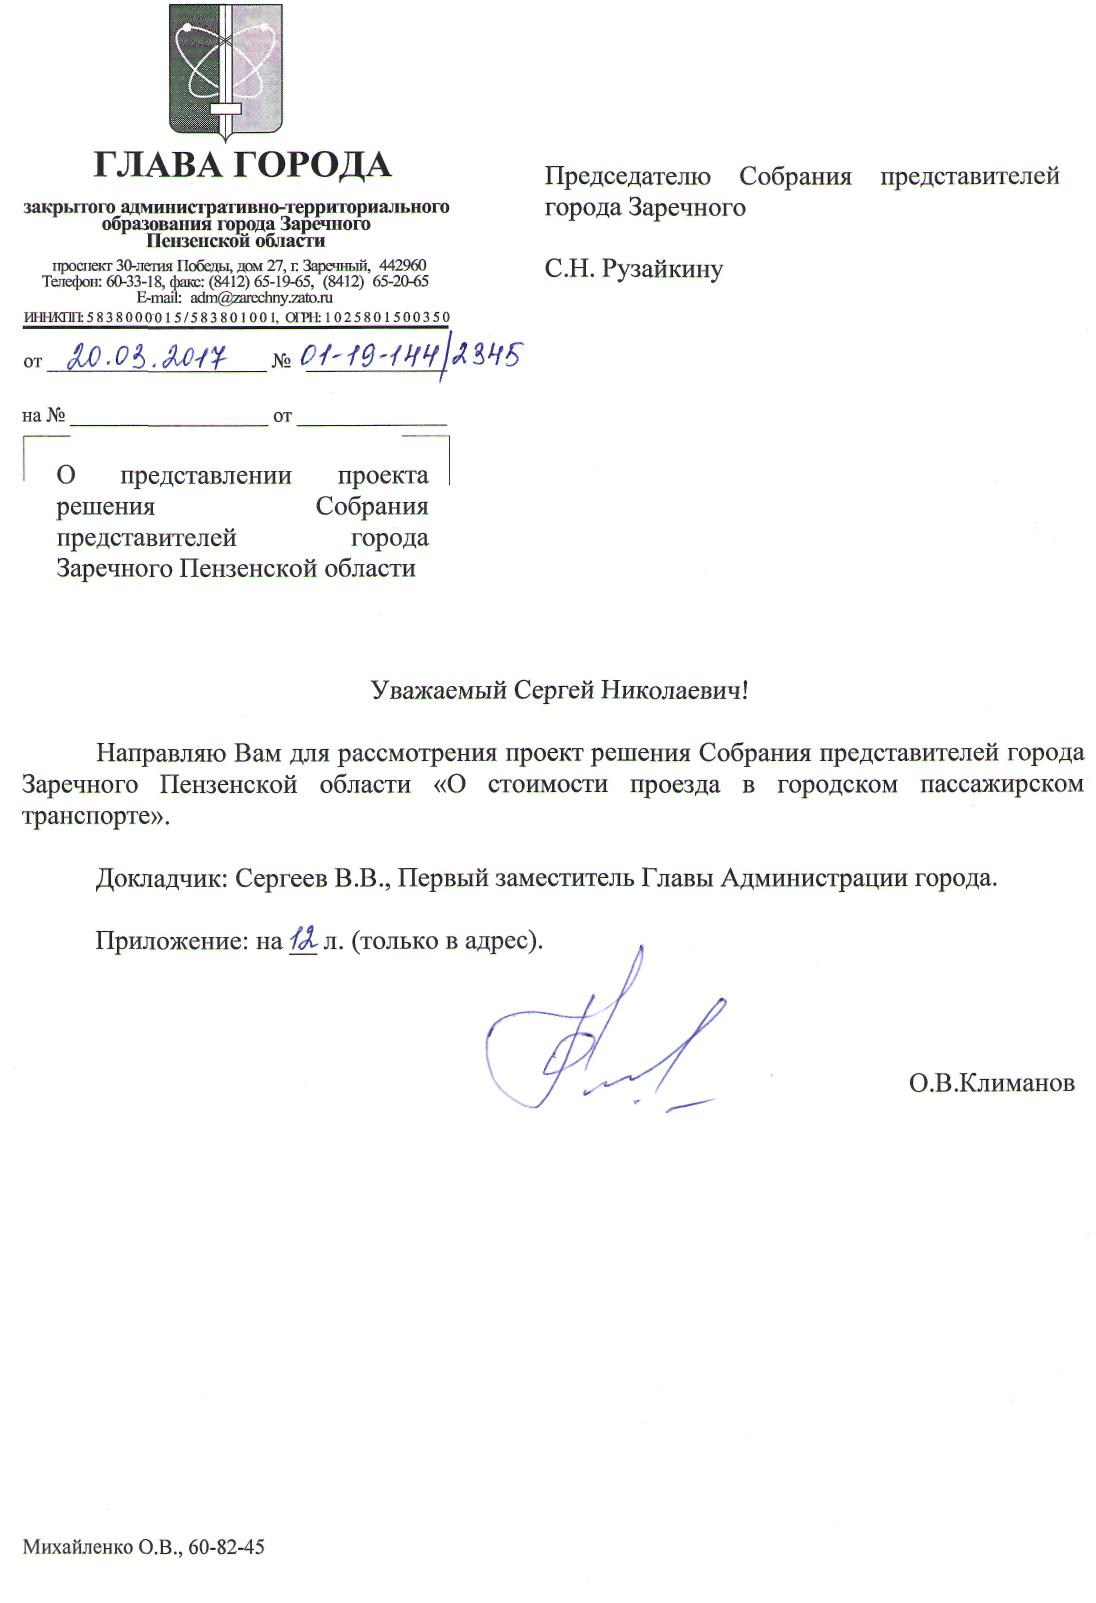 ГЛАВА ГОРОДА
закрытого административно-территориального
образования города Заречного
Пензенской области
проспект 30-летия Победы, дом 27, г. Заречный, 442960
Телефон: 60-33-18, факс: (8412) 65-19-65, (8412) 65-20-65
E-mail: adm@zarechny.zato.ru
ИНН/КПП: 5838000015/583801001, ОГРН: 1025801500350
от 20.03.2017 № 01-19-144/2345
на № ____________________ от _______________
О представлении проекта
решения Собрания
представителей города
Заречного Пензенской области
Председателю Собрания представителей
города Заречного
С.Н. Рузайкину
Уважаемый Сергей Николаевич!
Направляю Вам для рассмотрения проект решения Собрания представителей города
Заречного Пензенской области «О стоимости проезда в городском пассажирском
транспорте».
Докладчик: Сергеев В.В., Первый заместитель Главы Администрации города.
Приложение: на 12 л. (только в адрес).
О.В.Климанов
Михайленко О.В., 60-82-45